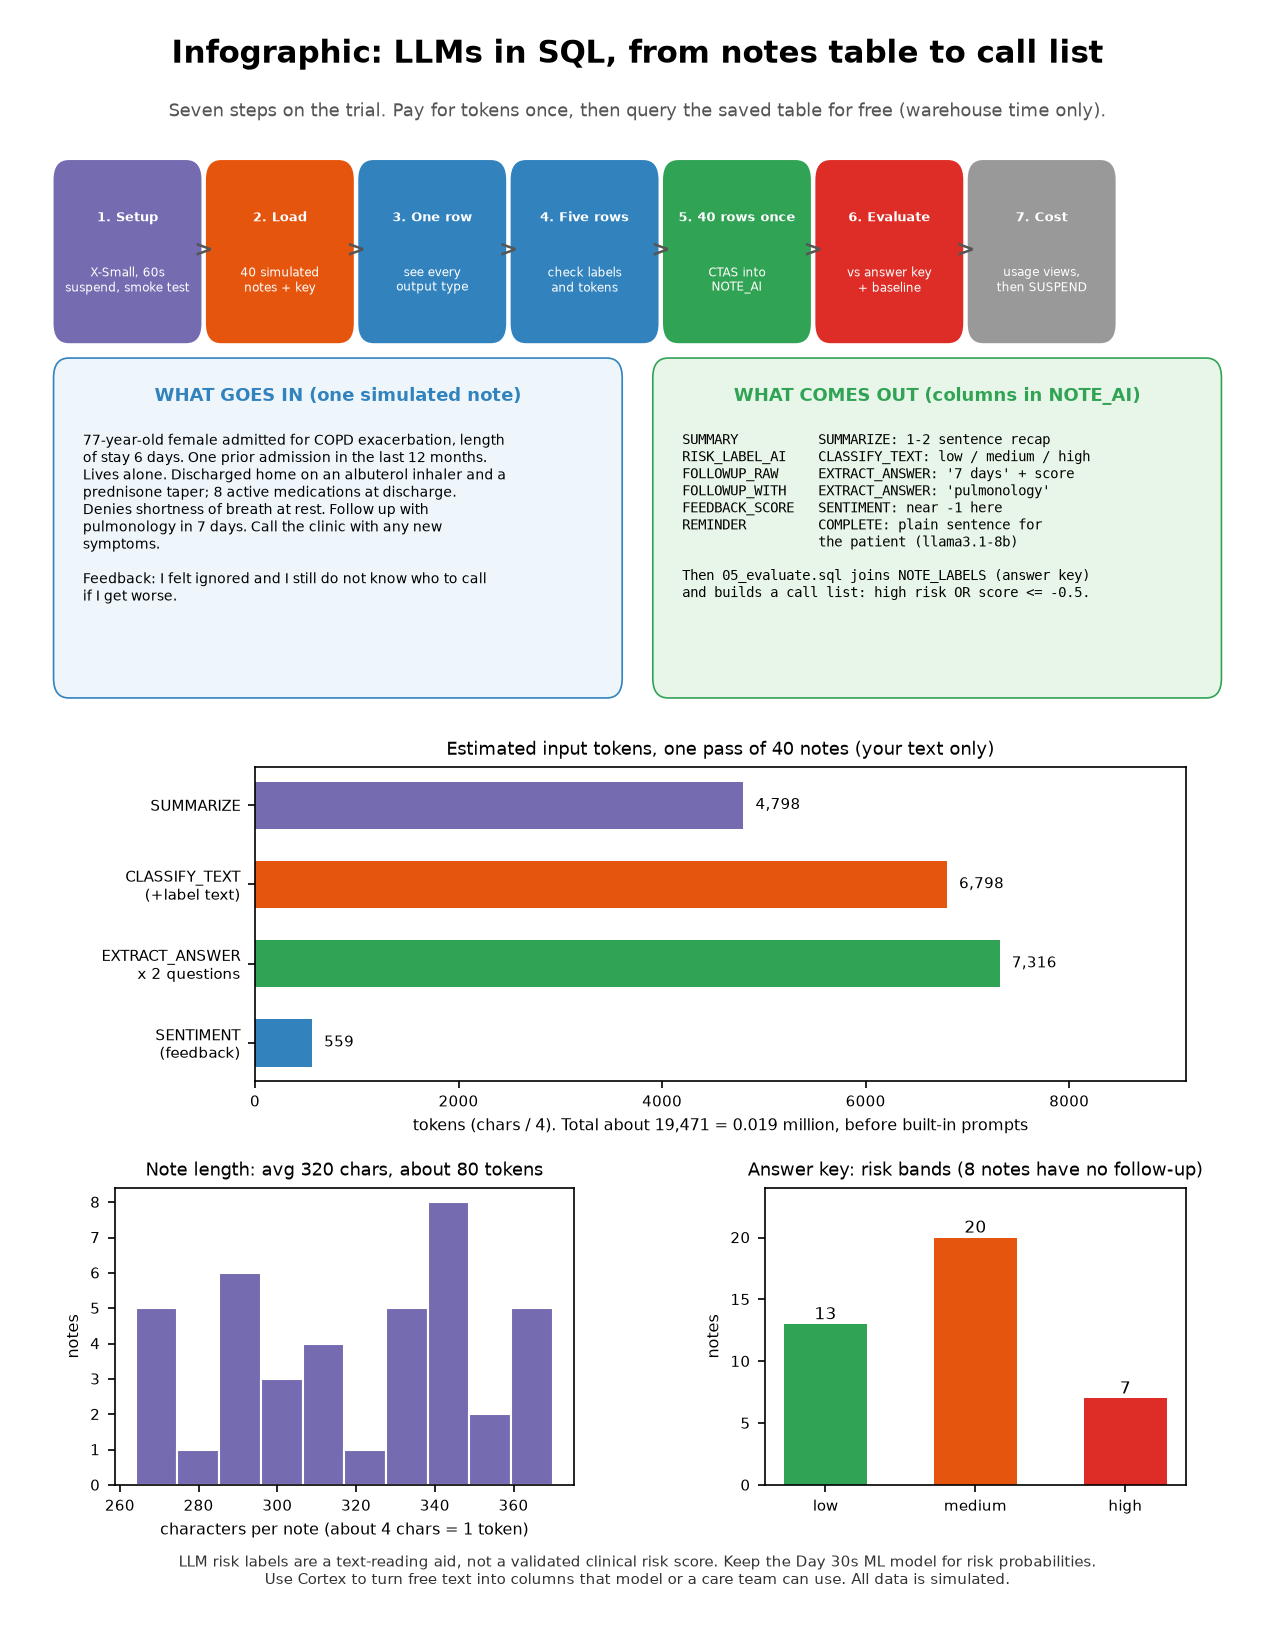 Infographic: LLMs in SQL, from notes table to call list
Seven steps on the trial. Pay for tokens once, then query the saved table for free (warehouse time only).
1. Setup
X-Small, 60s
suspend, smoke test
>
2. Load
40 simulated
notes + key
>
3. One row
see every
output type
>
4. Five rows
check labels
and tokens
>
5. 40 rows once
CTAS into
NOTE_AI
>
6. Evaluate
vs answer key
+ baseline
>
7. Cost
usage views,
then SUSPEND
WHAT GOES IN (one simulated note)
77-year-old female admitted for COPD exacerbation, length
of stay 6 days. One prior admission in the last 12 months.
Lives alone. Discharged home on an albuterol inhaler and a
prednisone taper; 8 active medications at discharge.
Denies shortness of breath at rest. Follow up with
pulmonology in 7 days. Call the clinic with any new
symptoms.
Feedback: I felt ignored and I still do not know who to call
if I get worse.
WHAT COMES OUT (columns in NOTE_AI)
SUMMARY SUMMARIZE: 1-2 sentence recap
RISK_LABEL_AI CLASSIFY_TEXT: low / medium / high
FOLLOWUP_RAW EXTRACT_ANSWER: '7 days' + score
FOLLOWUP_WITH EXTRACT_ANSWER: 'pulmonology'
FEEDBACK_SCORE SENTIMENT: near -1 here
REMINDER COMPLETE: plain sentence for
the patient (llama3.1-8b)
Then 05_evaluate.sql joins NOTE_LABELS (answer key)
and builds a call list: high risk OR score <= -0.5.
Estimated input tokens, one pass of 40 notes (your text only)
SUMMARIZE
4,798
CLASSIFY_TEXT
(+label text)
6,798
EXTRACT_ANSWER
x 2 questions
7,316
SENTIMENT
(feedback)
559
0 2000 4000 6000 8000
tokens (chars / 4). Total about 19,471 = 0.019 million, before built-in prompts
Note length: avg 320 chars, about 80 tokens
8
7
6
5
4
3
2
1
0
notes
260 280 300 320 340 360
characters per note (about 4 chars = 1 token)
Answer key: risk bands (8 notes have no follow-up)
20
15
10
5
0
notes
13
20
7
low medium high
LLM risk labels are a text-reading aid, not a validated clinical risk score. Keep the Day 30s ML model for risk probabilities.
Use Cortex to turn free text into columns that model or a care team can use. All data is simulated.